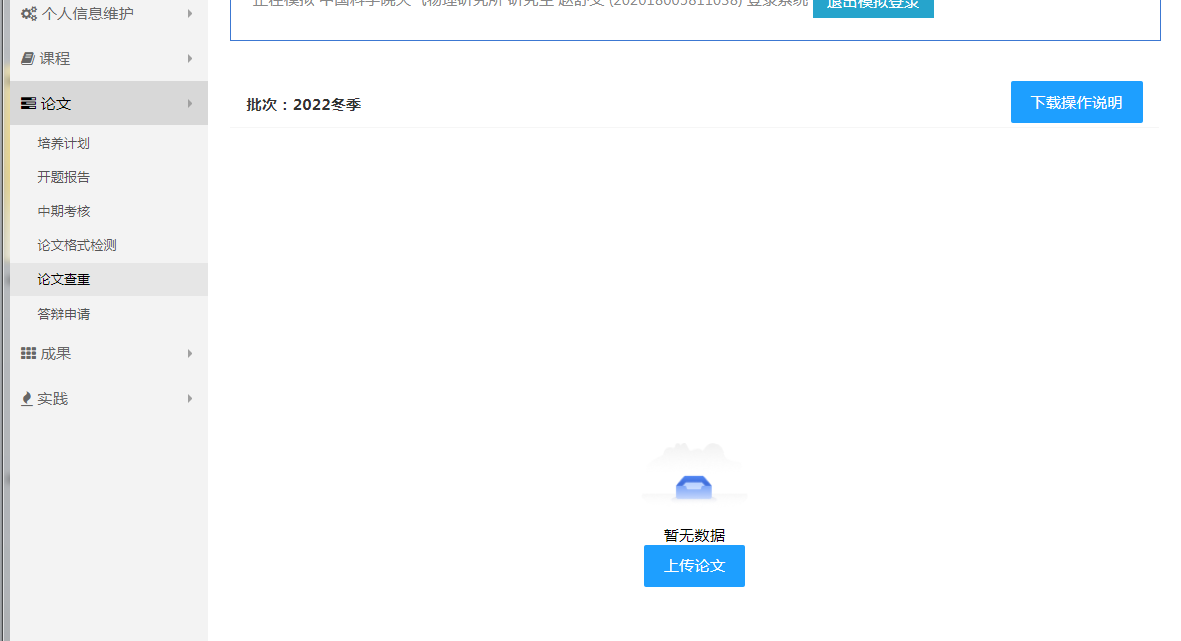 个人信息维护
课程
论文
培养计划
开题报告
中期考核
论文格式检测
论文查重
答辩申请
成果
实践
退出模拟登录
批次：2022冬季
下载操作说明
暂无数据
上传论文